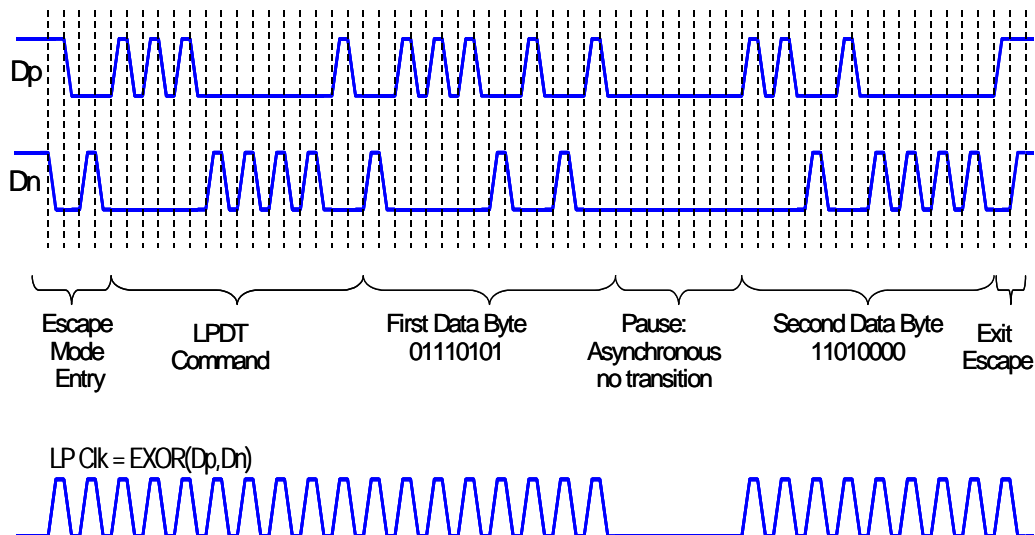 Dp
Dn
Escape
Mode
Entry
LPDT
Command
First Data Byte
01110101
Pause:
Asynchronous
no transition
Second Data Byte
11010000
Exit
Escape
LP Clk = EXOR(Dp,Dn)